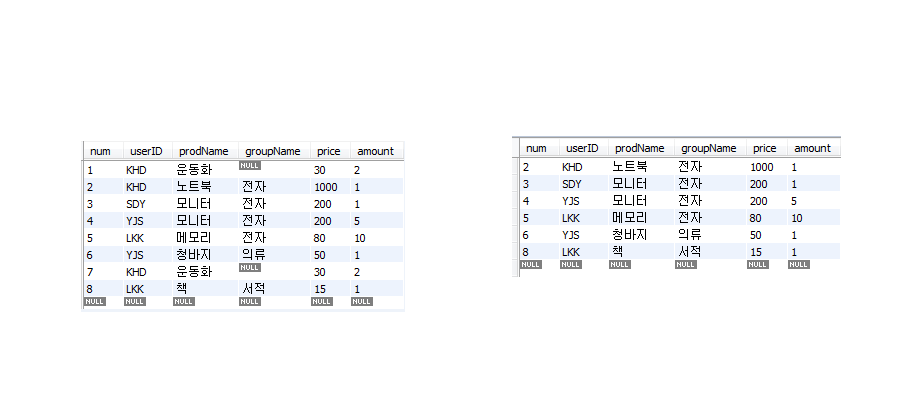 num userID prodName groupName price amount
1 KHD 운동화 NULL 30 2
2 KHD 노트북 전자 1000 1
3 SDY 모니터 전자 200 1
4 YJS 모니터 전자 200 5
5 LKK 메모리 전자 80 10
6 YJS 청바지 의류 50 1
7 KHD 운동화 NULL 30 2
8 LKK 책 서적 15 1
NULL NULL NULL NULL NULL NULL
num userID prodName groupName price amount
2 KHD 노트북 전자 1000 1
3 SDY 모니터 전자 200 1
4 YJS 모니터 전자 200 5
5 LKK 메모리 전자 80 10
6 YJS 청바지 의류 50 1
8 LKK 책 서적 15 1
NULL NULL NULL NULL NULL NULL